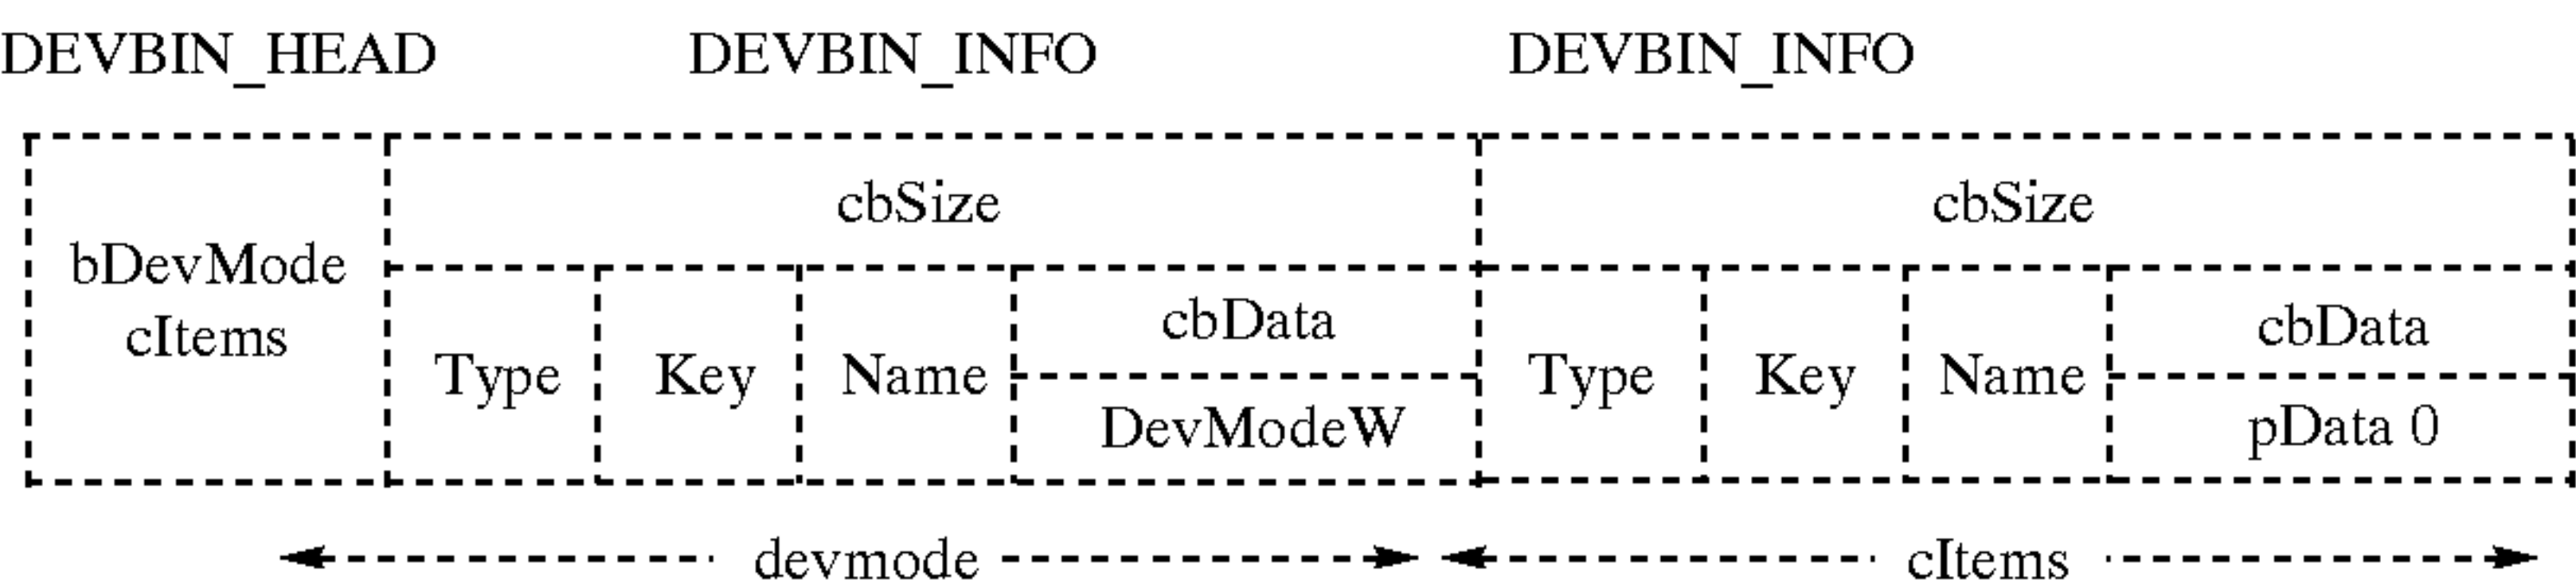 DEVBIN_HEAD DEVBIN_INFO DEVBIN_INFO
cbSize cbSize
bDevMode
cItems
Type Key Name cbData
DevModeW
Type Key Name cbData
pData 0
devmode cItems